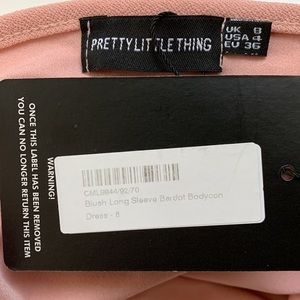 PRETTYLITTLETHING
UK 8
USA 4
EU 36
WARNING!
ONCE THIS LABEL HAS BEEN REMOVED
YOU CAN NO LONGER RETURN THIS ITEM
CML9844/92/70
Blush Long Sleeve Bardot Bodycon
Dress - 8